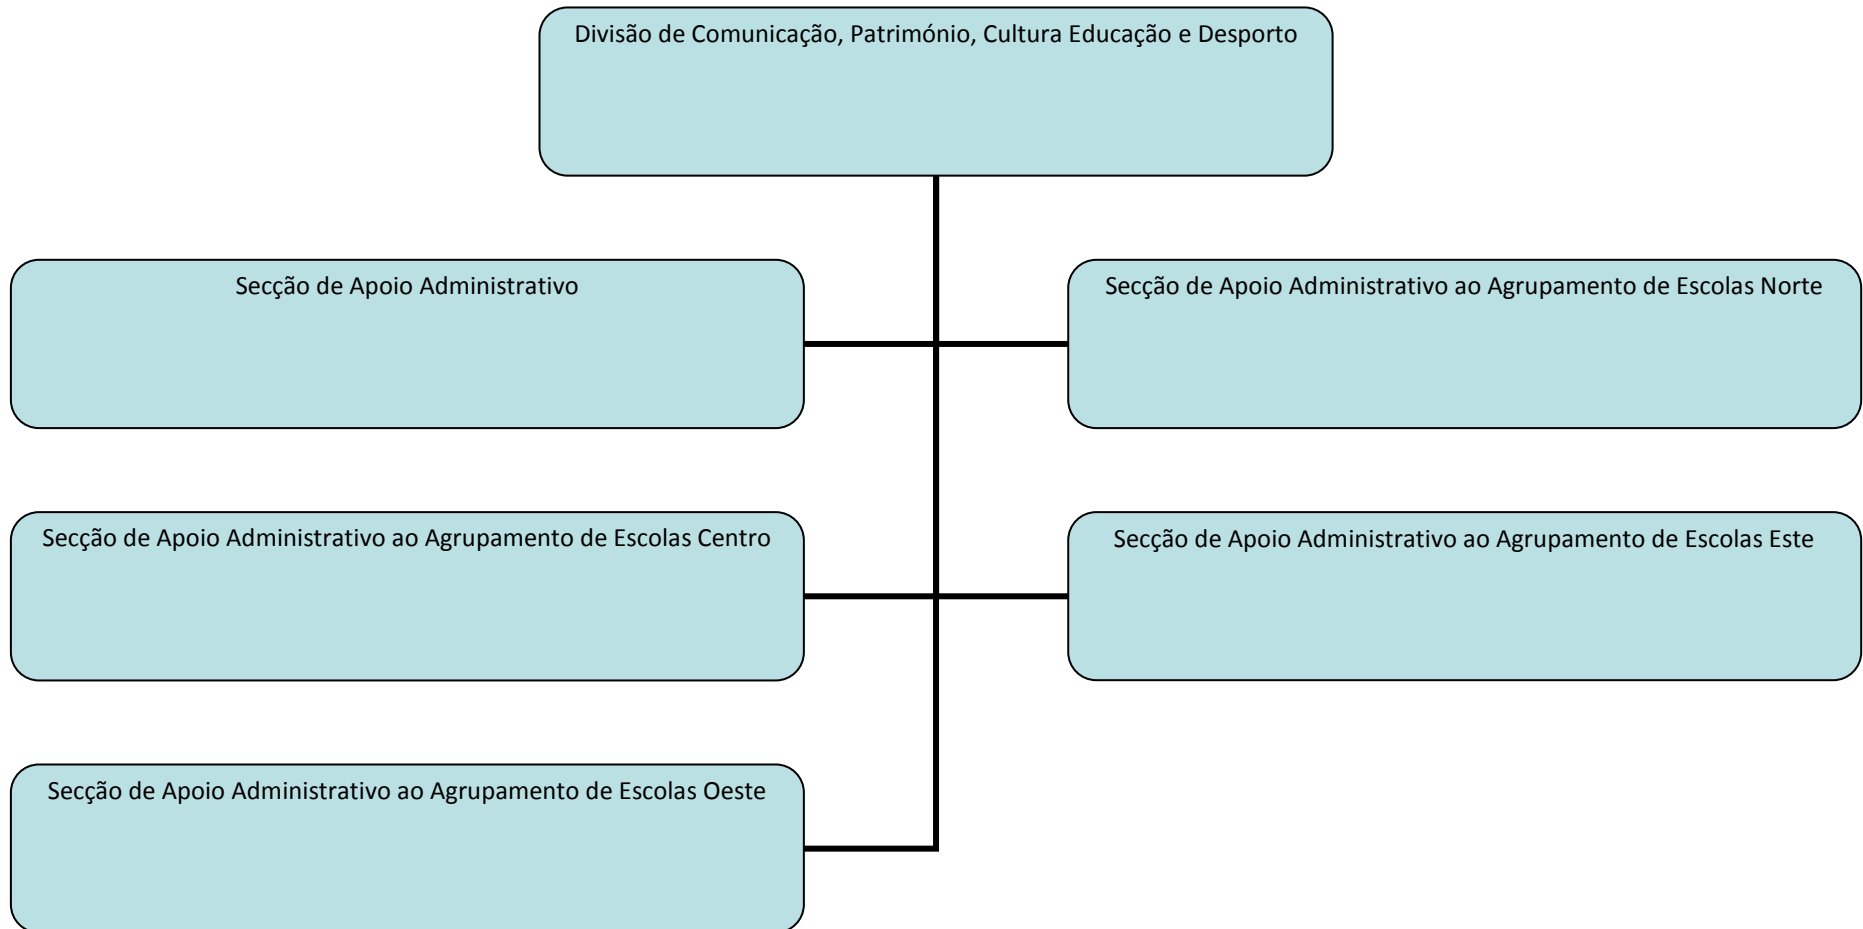 Divisão de Comunicação, Património, Cultura Educação e Desporto
Secção de Apoio Administrativo
Secção de Apoio Administrativo ao Agrupamento de Escolas Norte
Secção de Apoio Administrativo ao Agrupamento de Escolas Centro
Secção de Apoio Administrativo ao Agrupamento de Escolas Este
Secção de Apoio Administrativo ao Agrupamento de Escolas Oeste